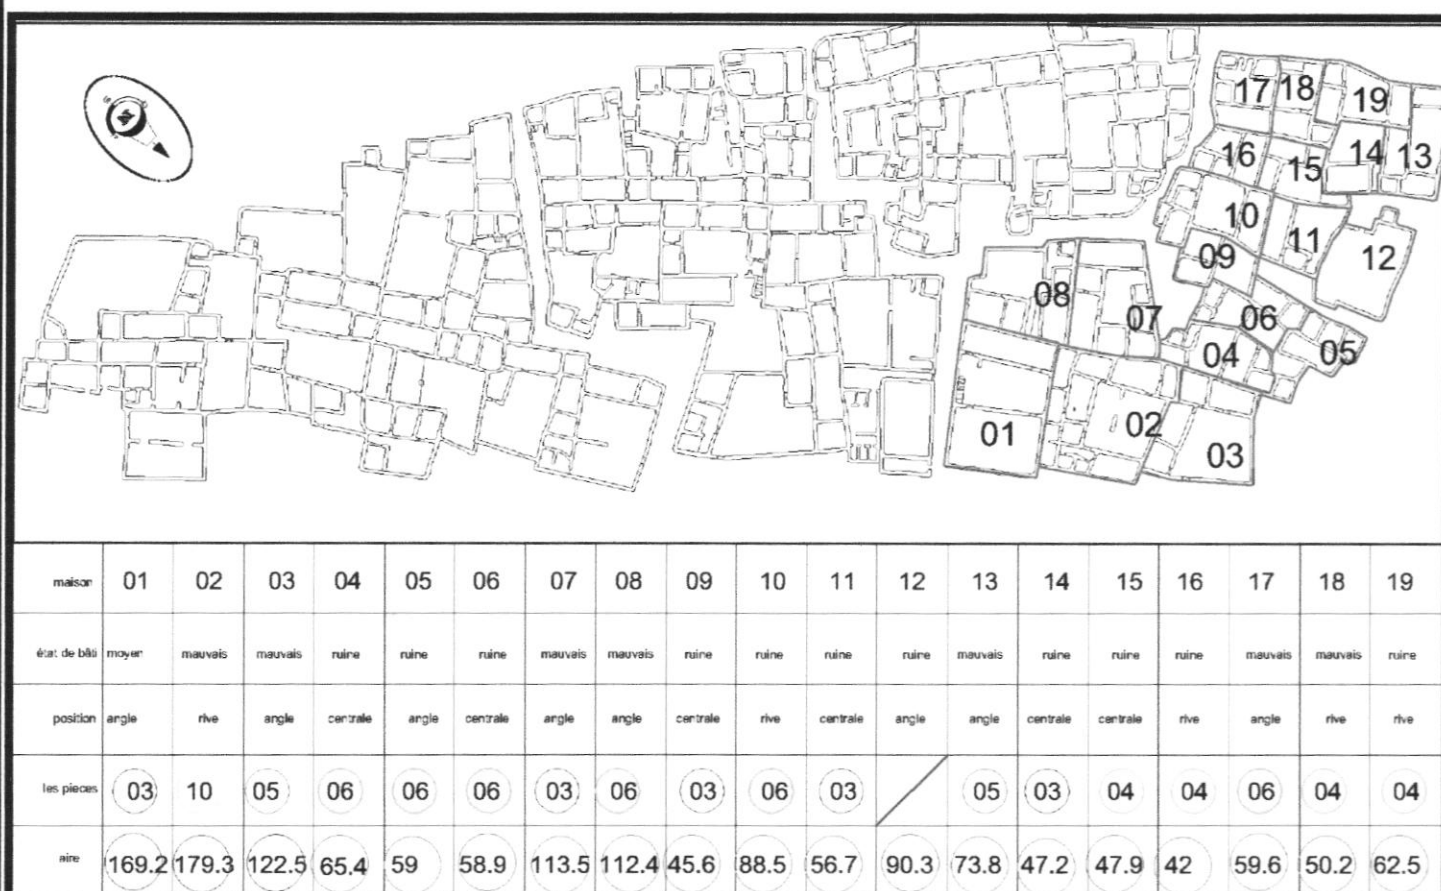 17 18 19
16 15 14 13
10 11 12
09
08 07 06
04 05
01 02 03
maison 01 02 03 04 05 06 07 08 09 10 11 12 13 14 15 16 17 18 19
état de bâti moyen mauvais mauvais ruine ruine ruine mauvais mauvais ruine ruine ruine ruine mauvais ruine ruine ruine mauvais mauvais ruine
position angle rive angle centrale angle centrale angle angle centrale rive centrale angle angle centrale centrale rive angle rive rive
les pieces 03 10 05 06 06 06 03 06 03 06 03 05 03 04 04 06 04 04
aire 169.2 179.3 122.5 65.4 59 58.9 113.5 112.4 45.6 88.5 56.7 90.3 73.8 47.2 47.9 42 59.6 50.2 62.5